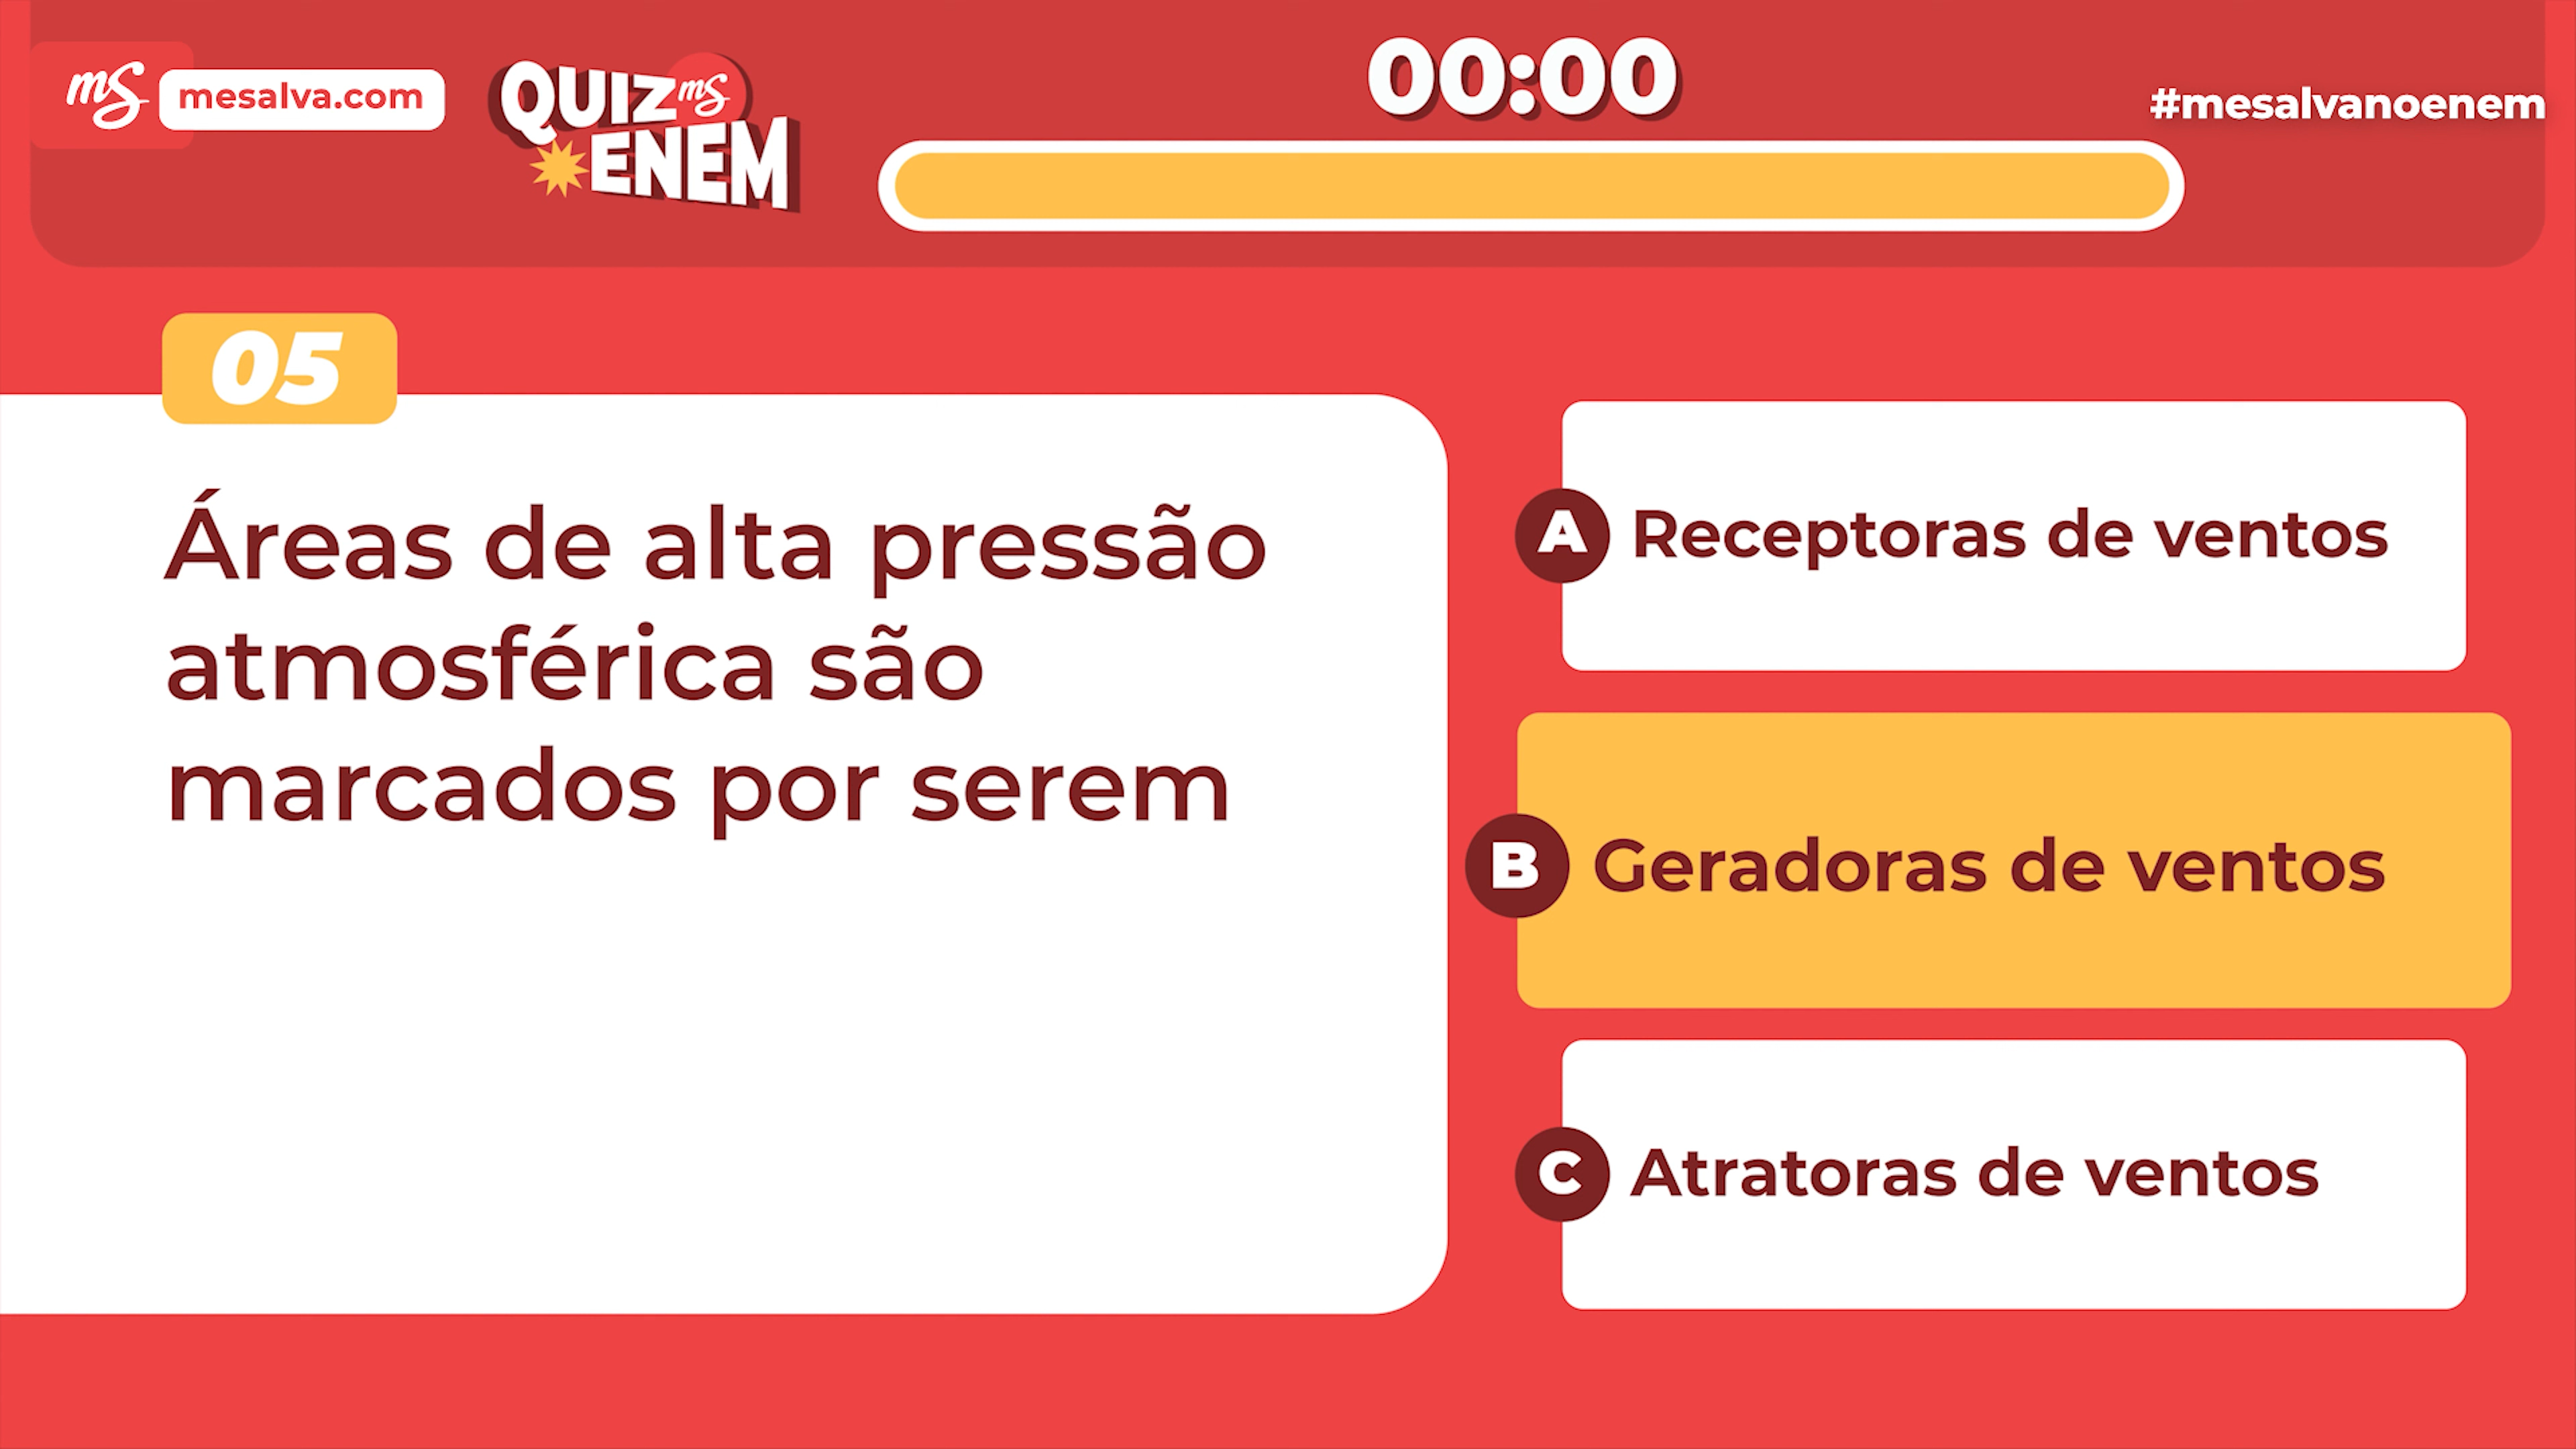 mS mesalva.com
QUIZ mS
ENEM
00:00
#mesalvanoenem
05
Áreas de alta pressão
atmosférica são
marcados por serem
A Receptoras de ventos
B Geradoras de ventos
C Atratoras de ventos